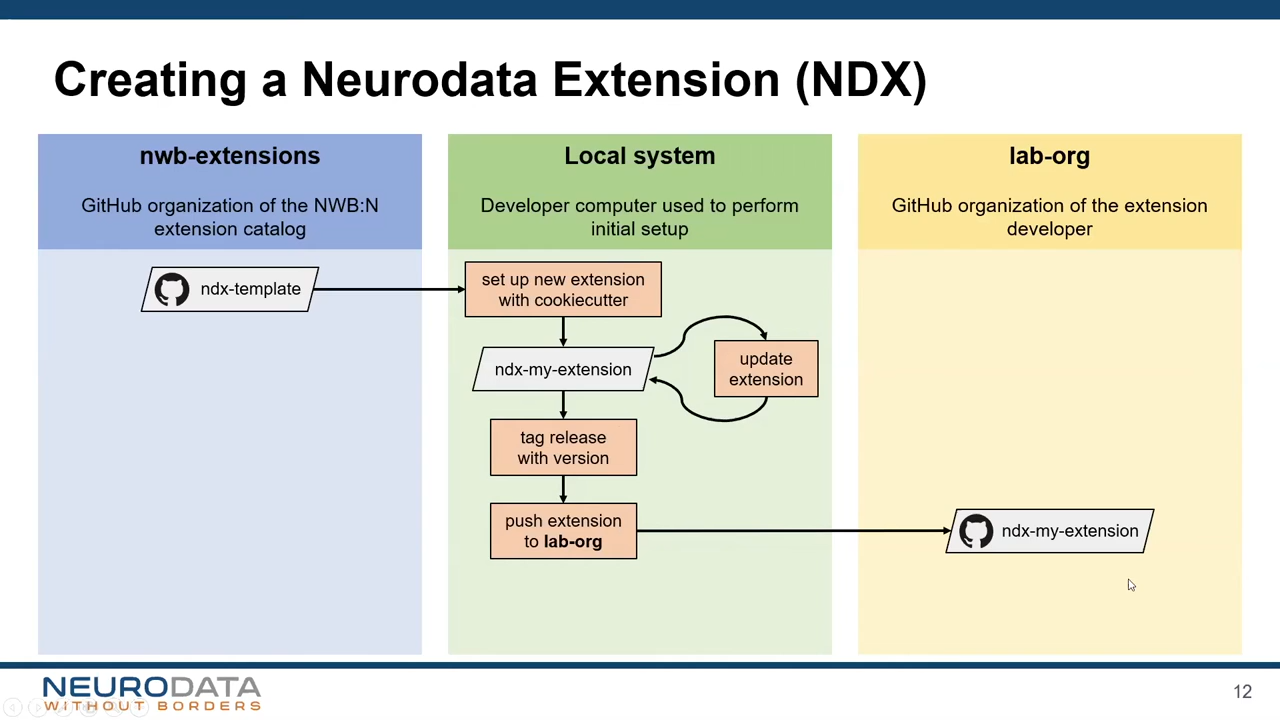 Creating a Neurodata Extension (NDX)
nwb-extensions
GitHub organization of the NWB:N
extension catalog
ndx-template
Local system
Developer computer used to perform
initial setup
set up new extension
with cookiecutter
ndx-my-extension
update
extension
tag release
with version
push extension
to lab-org
lab-org
GitHub organization of the extension
developer
ndx-my-extension
NEURODATA
WITHOUT BORDERS
12